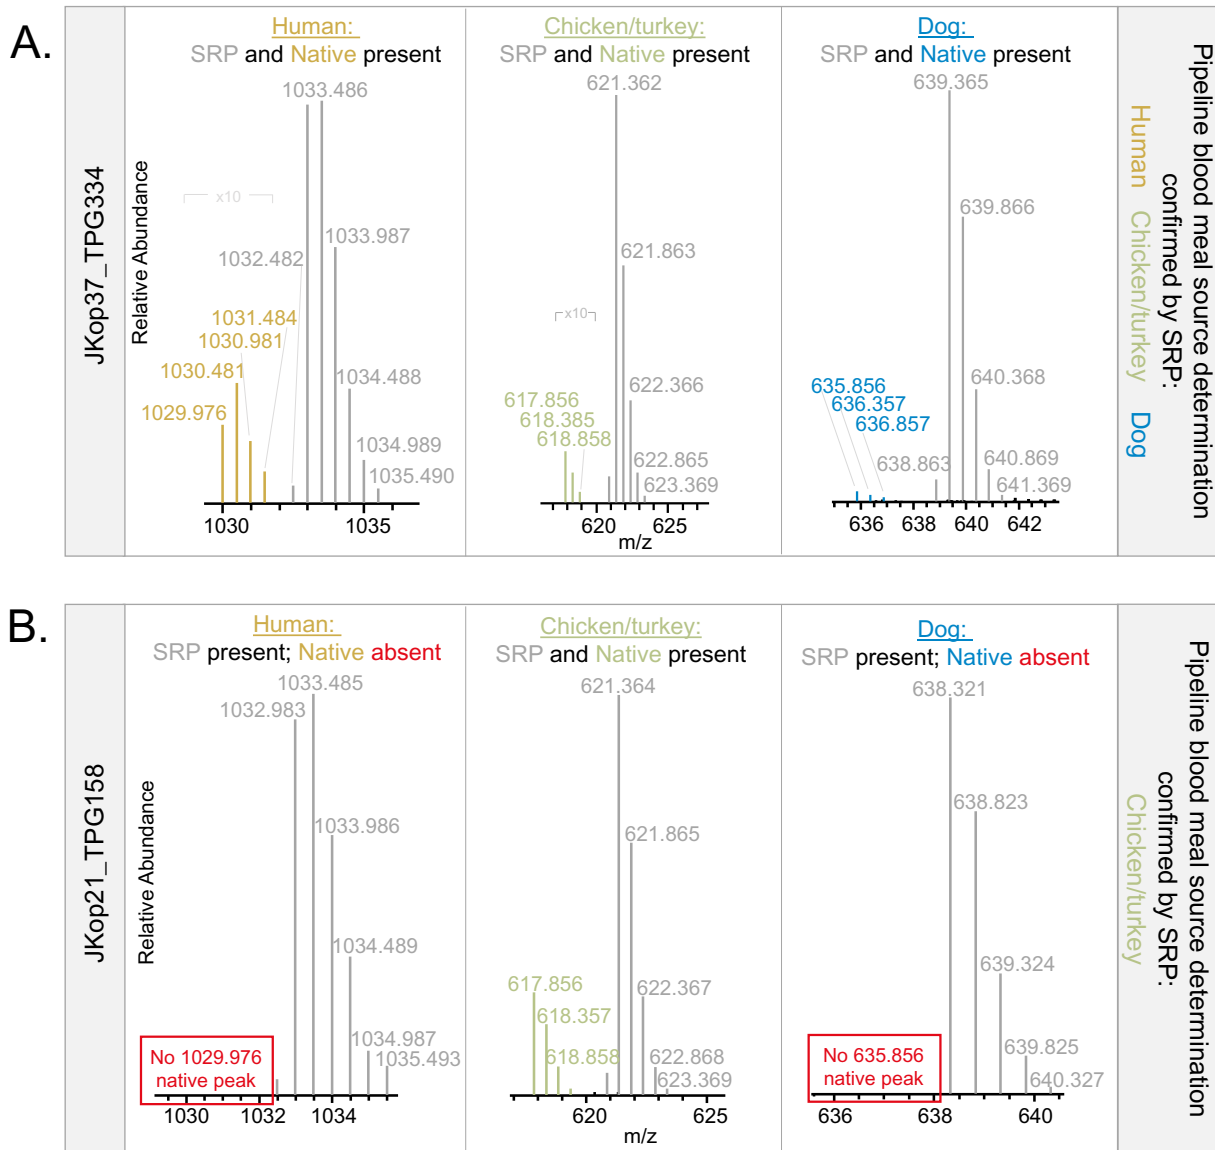 A.
JKop37_TPG334
Human:
SRP and Native present
Relative Abundance
x10
1033.486
1033.987
1032.482
1031.484
1030.981
1030.481
1029.976
1034.488
1034.989
1035.490
1030
1035
Chicken/turkey:
SRP and Native present
621.362
621.863
x10
622.366
617.856
618.385
618.858
622.865
623.369
620
625
m/z
Dog:
SRP and Native present
639.365
639.866
640.368
635.856
636.357
636.857
638.863
640.869
641.369
636
638
640
642
Pipeline blood meal source determination
confirmed by SRP:
Human Chicken/turkey Dog
B.
JKop21_TPG158
Human:
SRP present; Native absent
Relative Abundance
1033.485
1032.983
1033.986
1034.489
1034.987
1035.493
No 1029.976
native peak
1030
1032
1034
Chicken/turkey:
SRP and Native present
621.364
621.865
617.856
618.357
618.858
622.367
622.868
623.369
620
625
m/z
Dog:
SRP present; Native absent
638.321
638.823
639.324
639.825
640.327
No 635.856
native peak
636
638
640
Pipeline blood meal source determination
confirmed by SRP:
Chicken/turkey